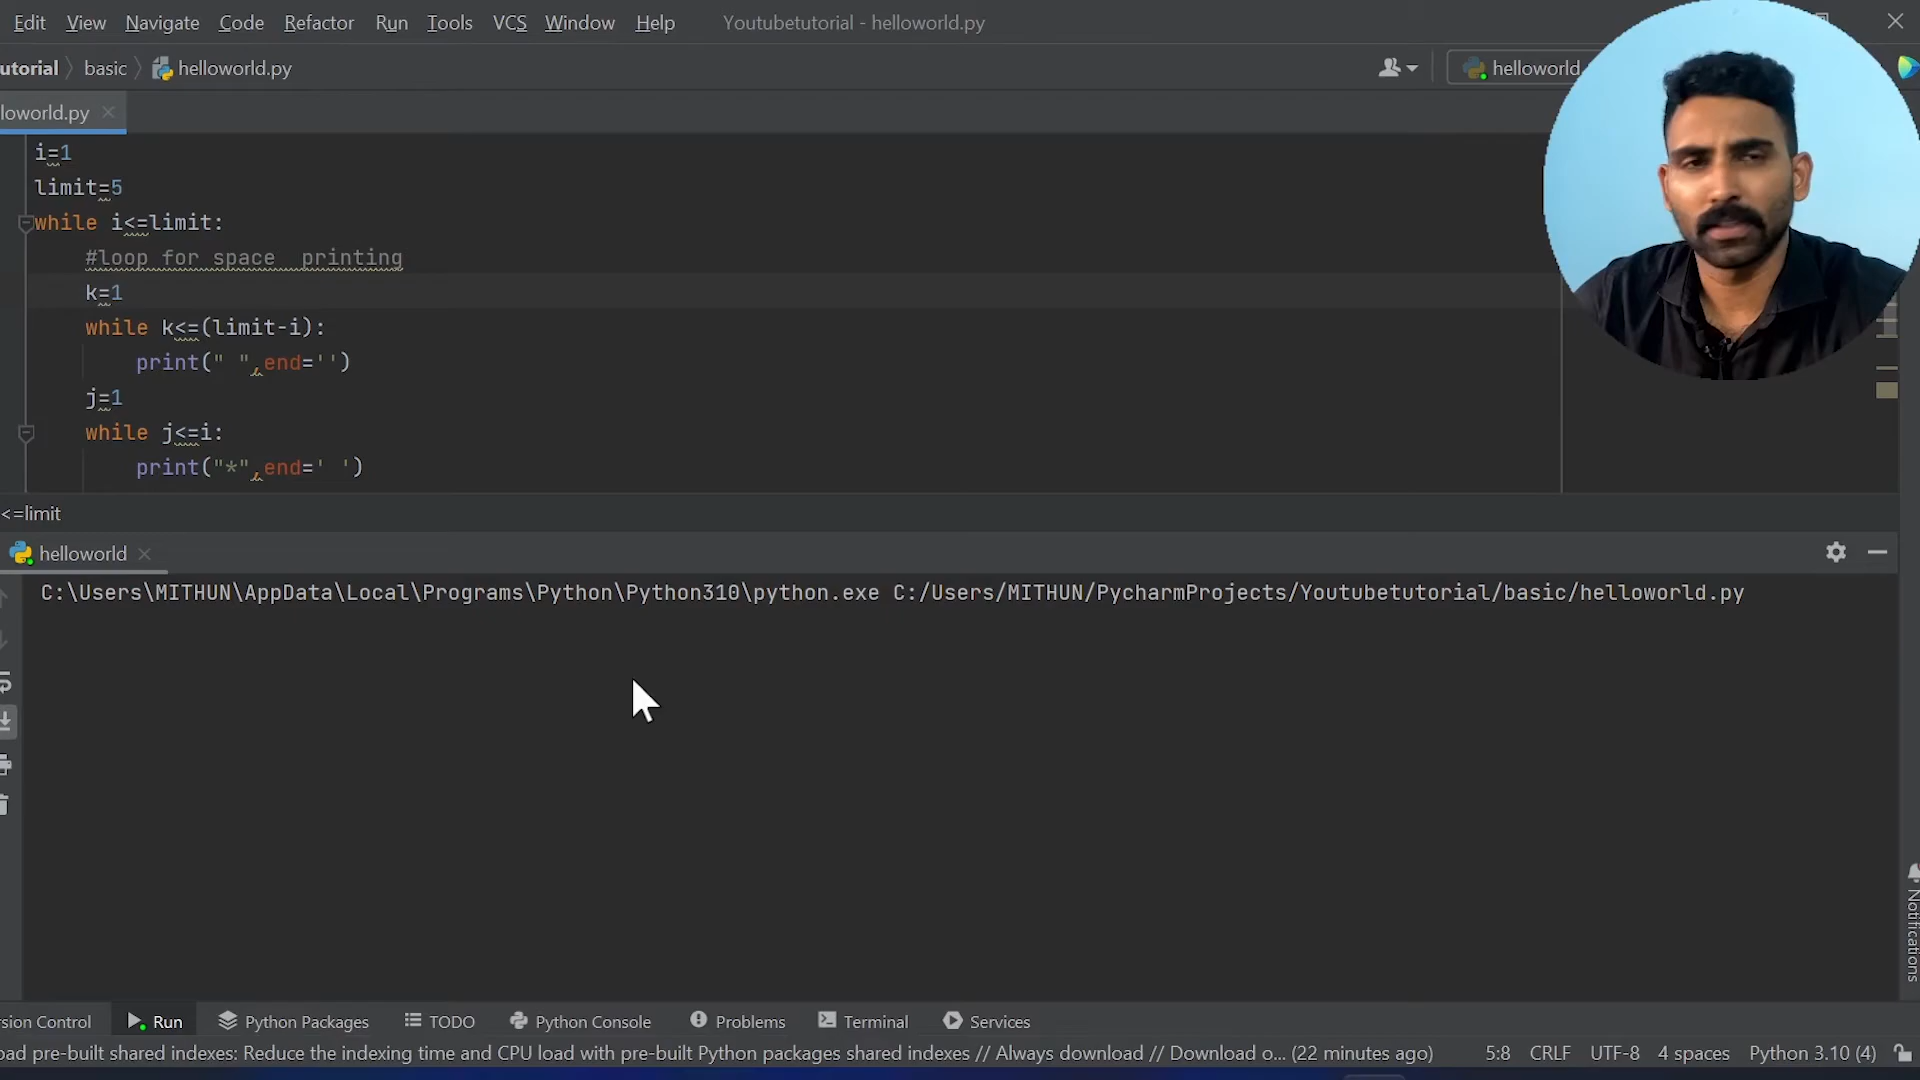 Edit View Navigate Code Refactor Run Tools VCS Window Help Youtubetutorial - helloworld.py
utorial basic helloworld.py helloworld
loworld.py
i=1
limit=5
while i<=limit:
#loop for space  printing
k=1
while k<=(limit-i):
print(" ",end='')
j=1
while j<=i:
print("*",end=' ')
<=limit
helloworld
C:\Users\MITHUN\AppData\Local\Programs\Python\Python310\python.exe C:/Users/MITHUN/PycharmProjects/Youtubetutorial/basic/helloworld.py
Notifications
sion Control Run Python Packages TODO Python Console Problems Terminal Services
oad pre-built shared indexes: Reduce the indexing time and CPU load with pre-built Python packages shared indexes // Always download // Download o... (22 minutes ago) 5:8 CRLF UTF-8 4 spaces Python 3.10 (4)